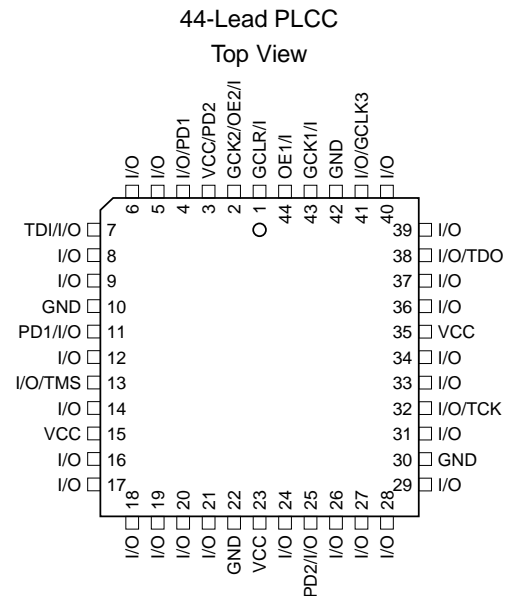 44-Lead PLCC
Top View
I/O
I/O
I/O/PD1
VCC/PD2
GCK2/OE2/I
GCLR/I
OE1/I
GCK1/I
GND
I/O/GCLK3
I/O
6
5
4
3
2
1
44
43
42
41
40
TDI/I/O 7
I/O 8
I/O 9
GND 10
PD1/I/O 11
I/O 12
I/O/TMS 13
I/O 14
VCC 15
I/O 16
I/O 17
39 I/O
38 I/O/TDO
37 I/O
36 I/O
35 VCC
34 I/O
33 I/O
32 I/O/TCK
31 I/O
30 GND
29 I/O
18
19
20
21
22
23
24
25
26
27
28
I/O
I/O
I/O
I/O
GND
VCC
I/O
PD2/I/O
I/O
I/O
I/O